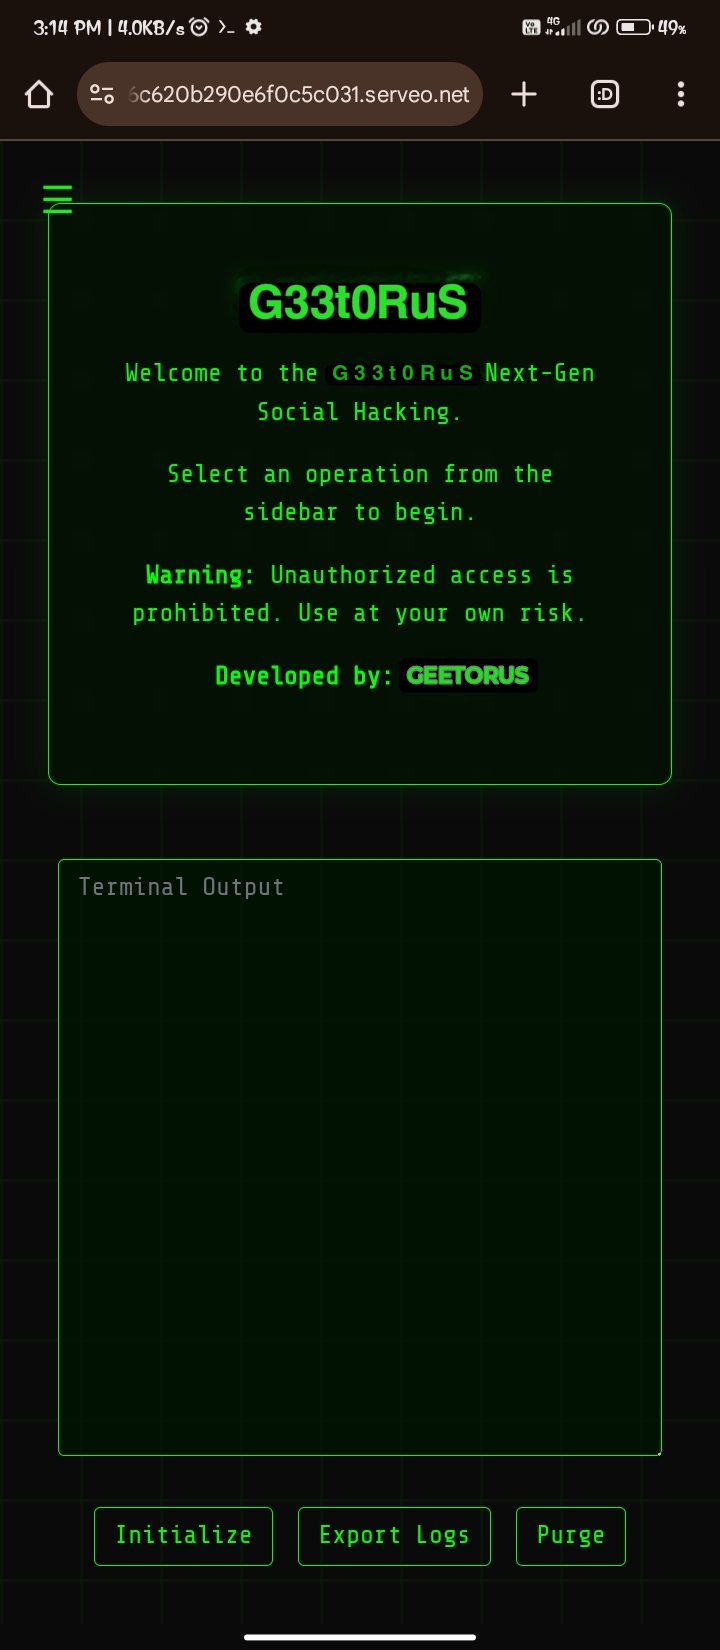 3:14 PM | 4.0KB/s
Vo LTE 4G 49%
6c620b290e6f0c5c031.serveo.net :D
G33t0RuS
Welcome to the G33t0RuS Next-Gen
Social Hacking.
Select an operation from the
sidebar to begin.
Warning: Unauthorized access is
prohibited. Use at your own risk.
Developed by: GEETORUS
Terminal Output
Initialize Export Logs Purge